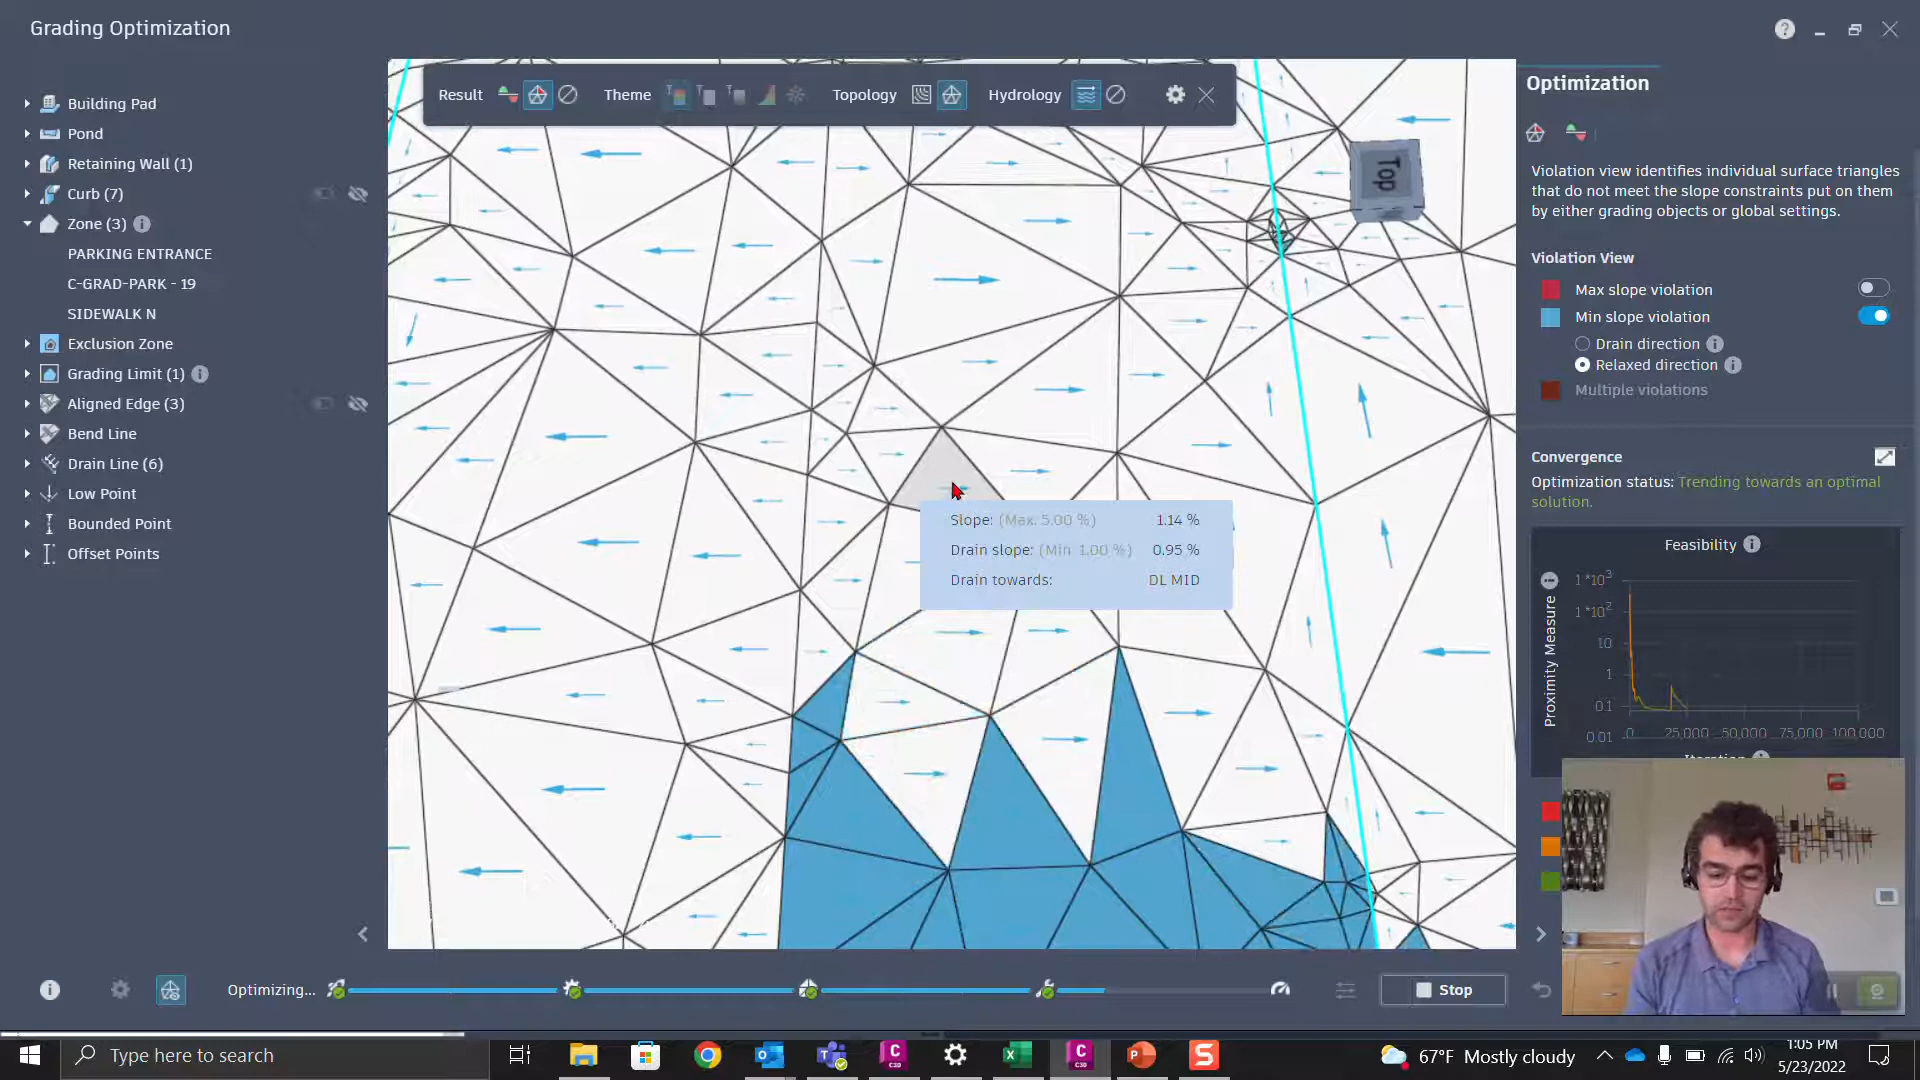 Grading Optimization
Building Pad
Pond
Retaining Wall (1)
Curb (7)
Zone (3)
PARKING ENTRANCE
C-GRAD-PARK - 19
SIDEWALK N
Exclusion Zone
Grading Limit (1)
Aligned Edge (3)
Bend Line
Drain Line (6)
Low Point
Bounded Point
Offset Points
Result
Theme
Topology
Hydrology
Top
Slope: (Max. 5.00 %) 1.14 %
Drain slope: (Min 1.00 %) 0.95 %
Drain towards: DL MID
Optimization
Violation view identifies individual surface triangles
that do not meet the slope constraints put on them
by either grading objects or global settings.
Violation View
Max slope violation
Min slope violation
Drain direction
Relaxed direction
Multiple violations
Convergence
Optimization status: Trending towards an optimal
solution.
Feasibility
Proximity Measure
1*10³
1*10²
10
1
0.1
0.01
0 25,000 50,000 75,000 100,000
Iteration
Optimizing...
Stop
Type here to search
67°F Mostly cloudy
1:05 PM
5/23/2022